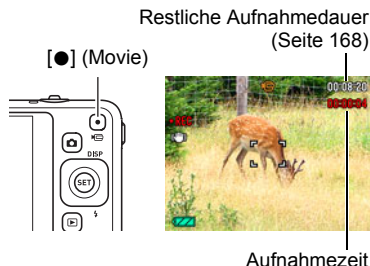 Restliche Aufnahmedauer
(Seite 168)
[●] (Movie)
00:08:20
00:00:04
●REC
DISP
SET
Aufnahmezeit